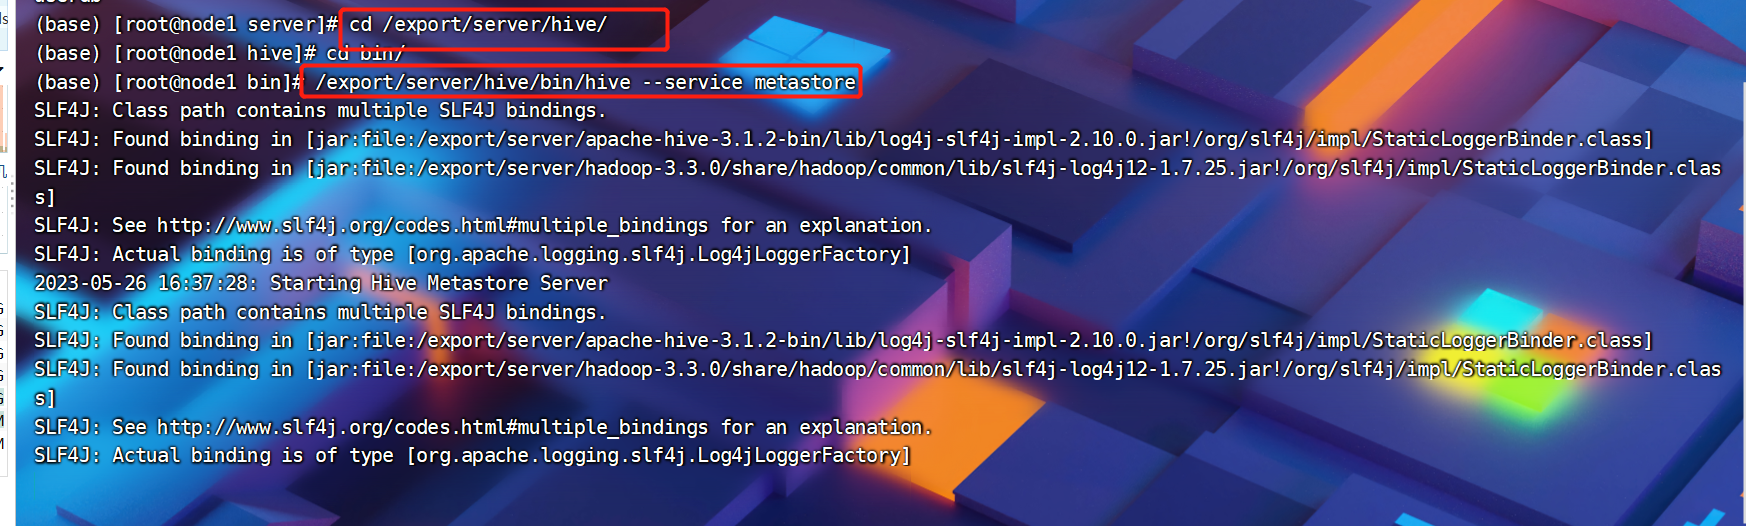 (base) [root@node1 server]# cd /export/server/hive/
(base) [root@node1 hive]# cd bin/
(base) [root@node1 bin]# /export/server/hive/bin/hive --service metastore
SLF4J: Class path contains multiple SLF4J bindings.
SLF4J: Found binding in [jar:file:/export/server/apache-hive-3.1.2-bin/lib/log4j-slf4j-impl-2.10.0.jar!/org/slf4j/impl/StaticLoggerBinder.class]
SLF4J: Found binding in [jar:file:/export/server/hadoop-3.3.0/share/hadoop/common/lib/slf4j-log4j12-1.7.25.jar!/org/slf4j/impl/StaticLoggerBinder.clas
s]
SLF4J: See http://www.slf4j.org/codes.html#multiple_bindings for an explanation.
SLF4J: Actual binding is of type [org.apache.logging.slf4j.Log4jLoggerFactory]
2023-05-26 16:37:28: Starting Hive Metastore Server
SLF4J: Class path contains multiple SLF4J bindings.
SLF4J: Found binding in [jar:file:/export/server/apache-hive-3.1.2-bin/lib/log4j-slf4j-impl-2.10.0.jar!/org/slf4j/impl/StaticLoggerBinder.class]
SLF4J: Found binding in [jar:file:/export/server/hadoop-3.3.0/share/hadoop/common/lib/slf4j-log4j12-1.7.25.jar!/org/slf4j/impl/StaticLoggerBinder.clas
s]
SLF4J: See http://www.slf4j.org/codes.html#multiple_bindings for an explanation.
SLF4J: Actual binding is of type [org.apache.logging.slf4j.Log4jLoggerFactory]